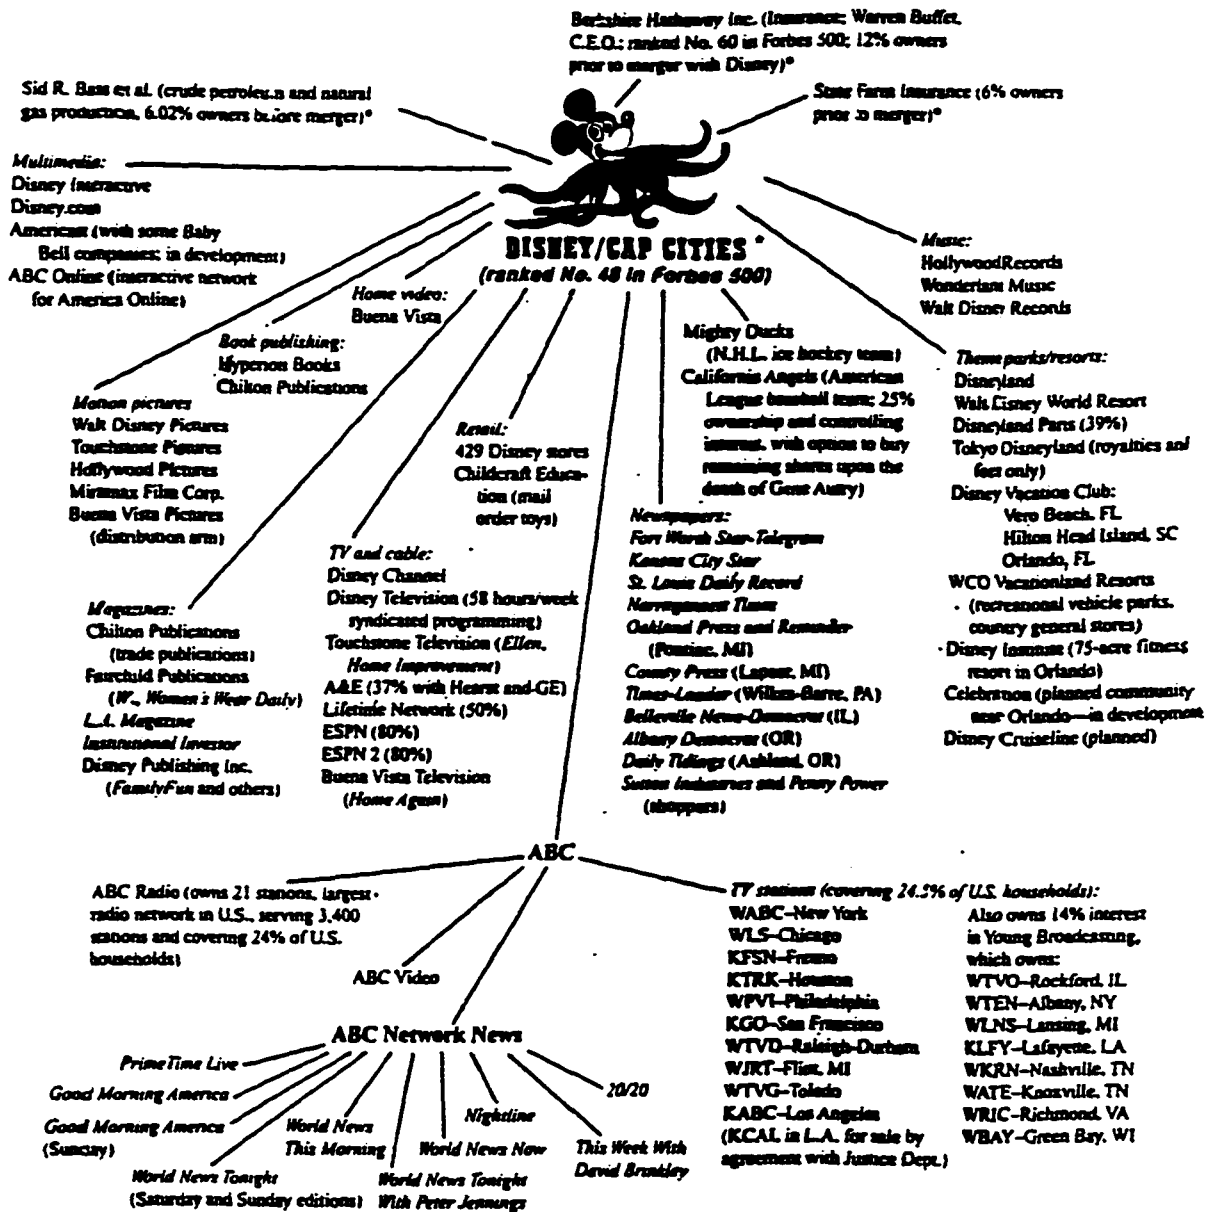 Berkshire Hathaway Inc. (Insurance; Warren Buffet,
C.E.O.; ranked No. 60 in Forbes 500; 12% owners
prior to merger with Disney)*
Sid R. Bass et al. (crude petroleum and natural
gas production, 6.02% owners before merger)*
State Farm Insurance (6% owners
prior to merger)*
DISNEY/CAP CITIES *
(ranked No. 48 in Forbes 500)
Multimedia:
Disney Interactive
Disney.com
Americast (with some Baby
Bell companies; in development)
ABC Online (interactive network
for America Online)
Music:
HollywoodRecords
Wonderlant Music
Walt Disney Records
Home video:
Buena Vista
Book publishing:
Hyperion Books
Chilton Publications
Motion pictures
Walt Disney Pictures
Touchstone Pictures
Hollywood Pictures
Miramax Film Corp.
Buena Vista Pictures
(distribution arm)
Retail:
429 Disney stores
Childcraft Educa-
tion (mail
order toys)
Mighty Ducks
(N.H.L. ice hockey team)
California Angels (American
League baseball team; 25%
ownership and controlling
interest, with option to buy
remaining shares upon the
death of Gene Autry)
Theme parks/resorts:
Disneyland
Walt Disney World Resort
Disneyland Paris (39%)
Tokyo Disneyland (royalties and
fees only)
Disney Vacation Club:
Vero Beach, FL
Hilton Head Island, SC
Orlando, FL
WCO Vacationland Resorts
(recreational vehicle parks,
country general stores)
Disney Institute (75-acre fitness
resort in Orlando)
Celebration (planned community
near Orlando—in development
Disney Cruiseline (planned)
Magazines:
Chilton Publications
(trade publications)
Fairchild Publications
(W., Women's Wear Daily)
L.A. Magazine
Institutional Investor
Disney Publishing Inc.
(FamilyFun and others)
TV and cable:
Disney Channel
Disney Television (58 hours/week
syndicated programming)
Touchstone Television (Ellen,
Home Improvement)
A&E (37% with Hearst and GE)
Lifetime Network (50%)
ESPN (80%)
ESPN 2 (80%)
Buena Vista Television
(Home Again)
Newspapers:
Fort Worth Star-Telegram
Kansas City Star
St. Louis Daily Record
Narragansett Times
Oakland Press and Reminder
(Pontiac, MI)
County Press (Lapeer, MI)
Times-Leader (Wilkes-Barre, PA)
Belleville News-Democrat (IL)
Albany Democrat (OR)
Daily Tidings (Ashland, OR)
Sutton Industries and Penny Power
(shoppers)
ABC
ABC Radio (owns 21 stations, largest
radio network in U.S., serving 3,400
stations and covering 24% of U.S.
households)
ABC Video
ABC Network News
PrimeTime Live
Good Morning America
Good Morning America
(Sunday)
World News Tonight
(Saturday and Sunday editions)
World News
This Morning
World News Tonight
With Peter Jennings
World News Now
Nightline
This Week With
David Brinkley
20/20
TV stations (covering 24.5% of U.S. households):
WABC–New York
WLS–Chicago
KFSN–Fresno
KTRK–Houston
WPVI–Philadelphia
KGO–San Francisco
WTVD–Raleigh-Durham
WJRT–Flint, MI
WTVG–Toledo
KABC–Los Angeles
(KCAL in L.A. for sale by
agreement with Justice Dept.)
Also owns 14% interest
in Young Broadcasting,
which owns:
WTVO–Rockford, IL
WTEN–Albany, NY
WLNS–Lansing, MI
KLFY–Lafayette, LA
WKRN–Nashville, TN
WATE–Knoxville, TN
WRIC–Richmond, VA
WBAY–Green Bay, WI